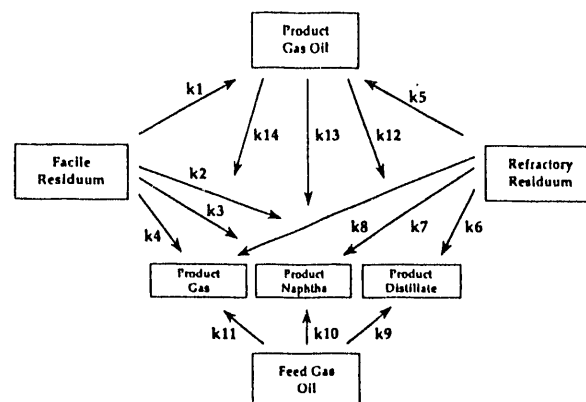 Product
Gas Oil
k1
k5
k14
k13
k12
Facile
Residuum
Refractory
Residuum
k2
k3
k4
k8
k7
k6
Product
Gas
Product
Naphtha
Product
Distillate
k11
k10
k9
Feed Gas
Oil